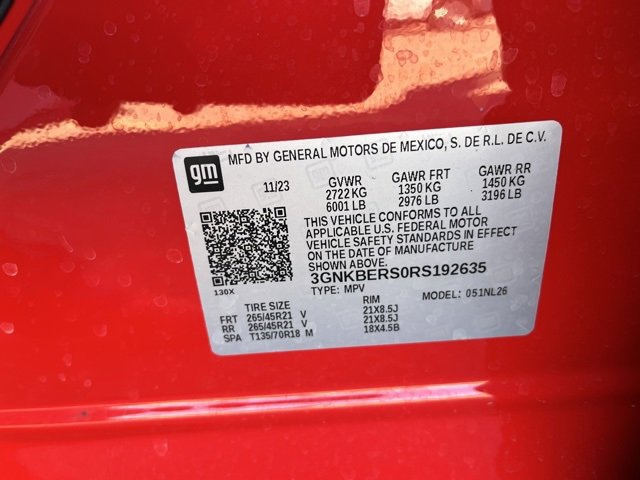 gm MFD BY GENERAL MOTORS DE MEXICO, S. DE R.L. DE C.V.
11/23 GVWR GAWR FRT GAWR RR
2722 KG 1350 KG 1450 KG
6001 LB 2976 LB 3196 LB
THIS VEHICLE CONFORMS TO ALL
APPLICABLE U.S. FEDERAL MOTOR
VEHICLE SAFETY STANDARDS IN EFFECT
ON THE DATE OF MANUFACTURE
SHOWN ABOVE.
3GNKBERS0RS192635
130X TYPE: MPV MODEL: 051NL26
TIRE SIZE RIM
FRT 265/45R21 V 21X8.5J
RR 265/45R21 V 21X8.5J
SPA T135/70R18 M 18X4.5B